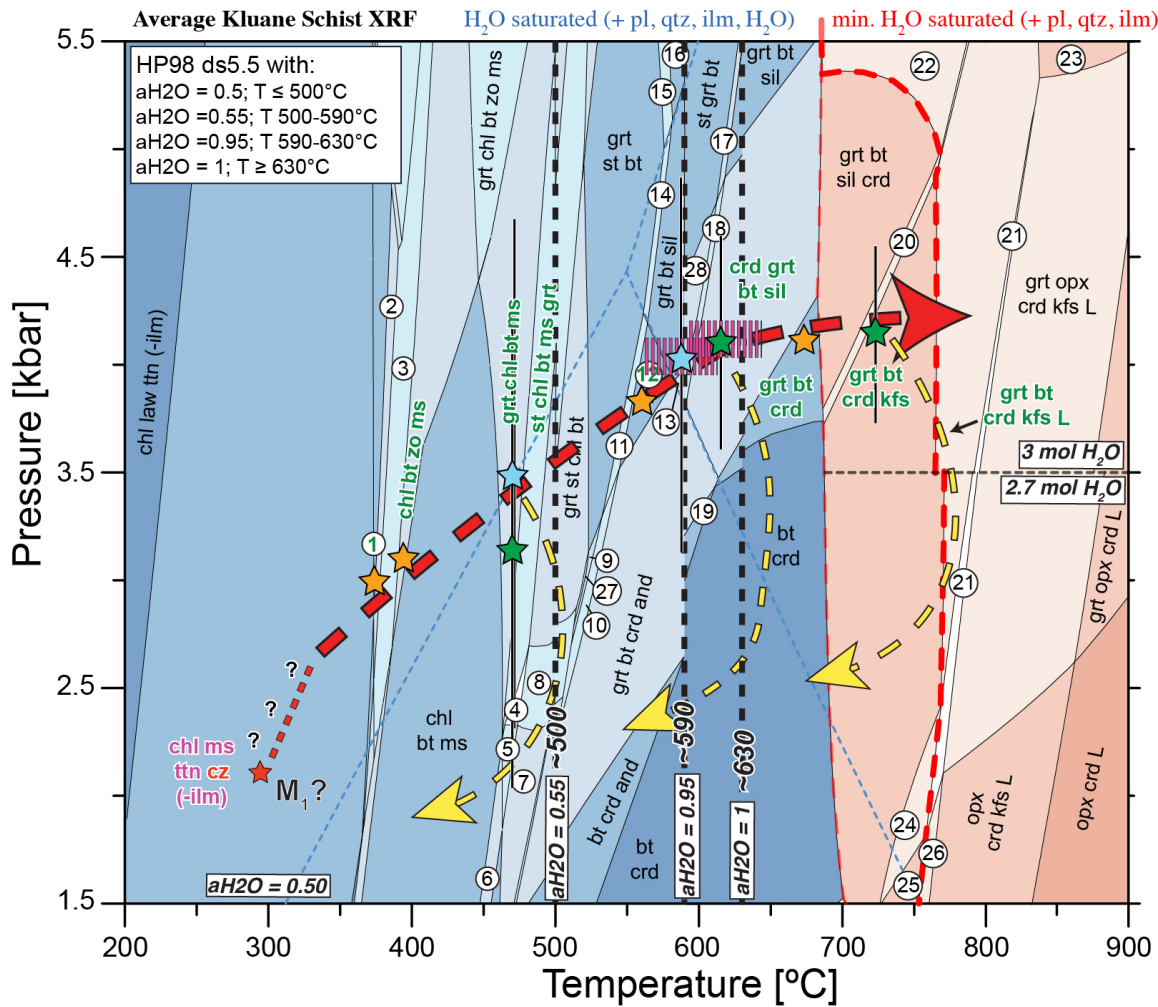 Average Kluane Schist XRF
H₂O saturated (+ pl, qtz, ilm, H₂O)
min. H₂O saturated (+ pl, qtz, ilm)
HP98 ds5.5 with:
aH2O = 0.5; T ≤ 500°C
aH2O =0.55; T 500-590°C
aH2O =0.95; T 590-630°C
aH2O = 1; T ≥ 630°C
5.5
4.5
3.5
2.5
1.5
Pressure [kbar]
200
300
400
500
600
700
800
900
Temperature [ºC]
chl law ttn (-ilm)
grt chl bt zo ms
grt
st bt
st grt bt
grt bt
sil
grt bt
sil crd
16
15
22
23
17
14
18
28
20
21
2
3
1
chl bt zo ms
grt chl bt ms
st chl bt ms grt
grt st chl bt
grt bt sil
crd grt
bt sil
12
13
11
grt bt
crd
grt bt
crd kfs
grt bt
crd kfs L
grt opx
crd kfs L
3 mol H₂O
2.7 mol H₂O
19
9
27
10
bt
crd
21
grt opx crd L
grt bt crd and
8
4
5
7
6
chl
bt ms
?
?
?
chl ms
ttn cz
(-ilm)
M₁?
aH2O = 0.50
~500
aH2O = 0.55
~590
aH2O = 0.95
~630
aH2O = 1
bt crd and
bt
crd
24
26
25
opx
crd kfs L
opx crd L